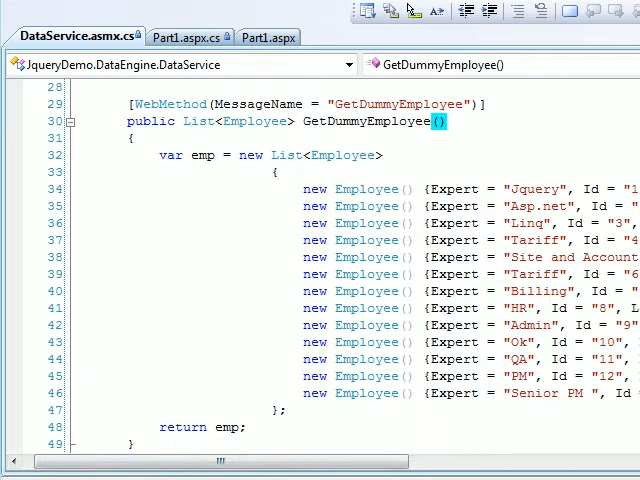 DataService.asmx.cs Part1.aspx.cs Part1.aspx
JqueryDemo.DataEngine.DataService GetDummyEmployee()
28
29 [WebMethod(MessageName = "GetDummyEmployee")]
30 public List<Employee> GetDummyEmployee()
31 {
32 var emp = new List<Employee>
33 {
34 new Employee() {Expert = "Jquery", Id = "1
35 new Employee() {Expert = "Asp.net", Id = "
36 new Employee() {Expert = "Linq", Id = "3",
37 new Employee() {Expert = "Tariff", Id = "4
38 new Employee() {Expert = "Site and Account
39 new Employee() {Expert = "Tariff", Id = "6
40 new Employee() {Expert = "Billing", Id = "
41 new Employee() {Expert = "HR", Id = "8", L
42 new Employee() {Expert = "Admin", Id = "9"
43 new Employee() {Expert = "Ok", Id = "10",
44 new Employee() {Expert = "QA", Id = "11",
45 new Employee() {Expert = "PM", Id = "12",
46 new Employee() {Expert = "Senior PM ", Id =
47 };
48 return emp;
49 }